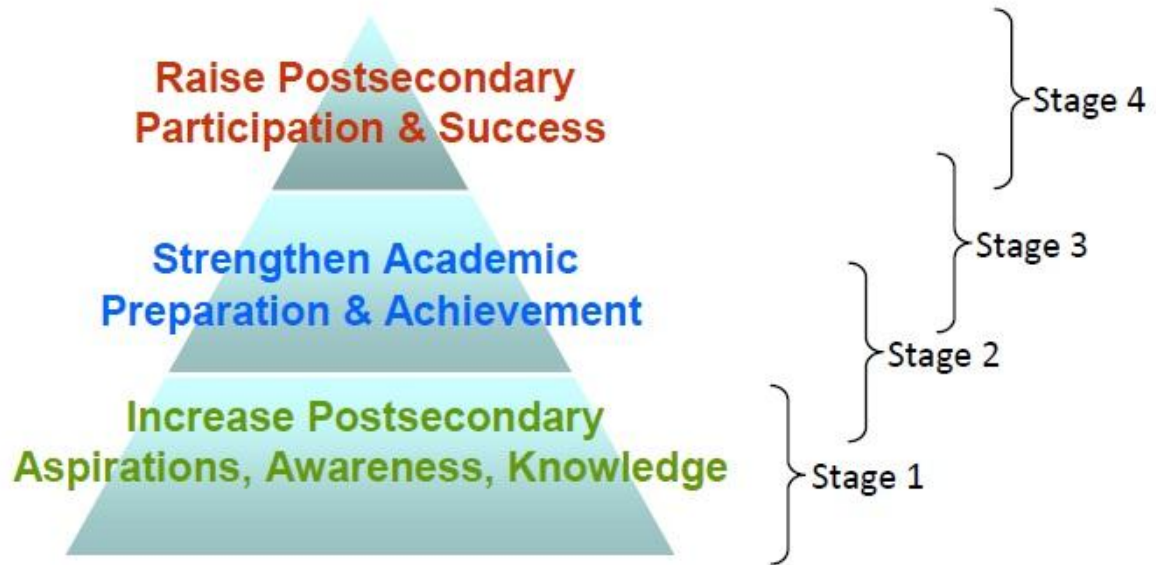 Raise Postsecondary
Participation & Success
Stage 4
Stage 3
Strengthen Academic
Preparation & Achievement
Stage 2
Increase Postsecondary
Aspirations, Awareness, Knowledge
Stage 1